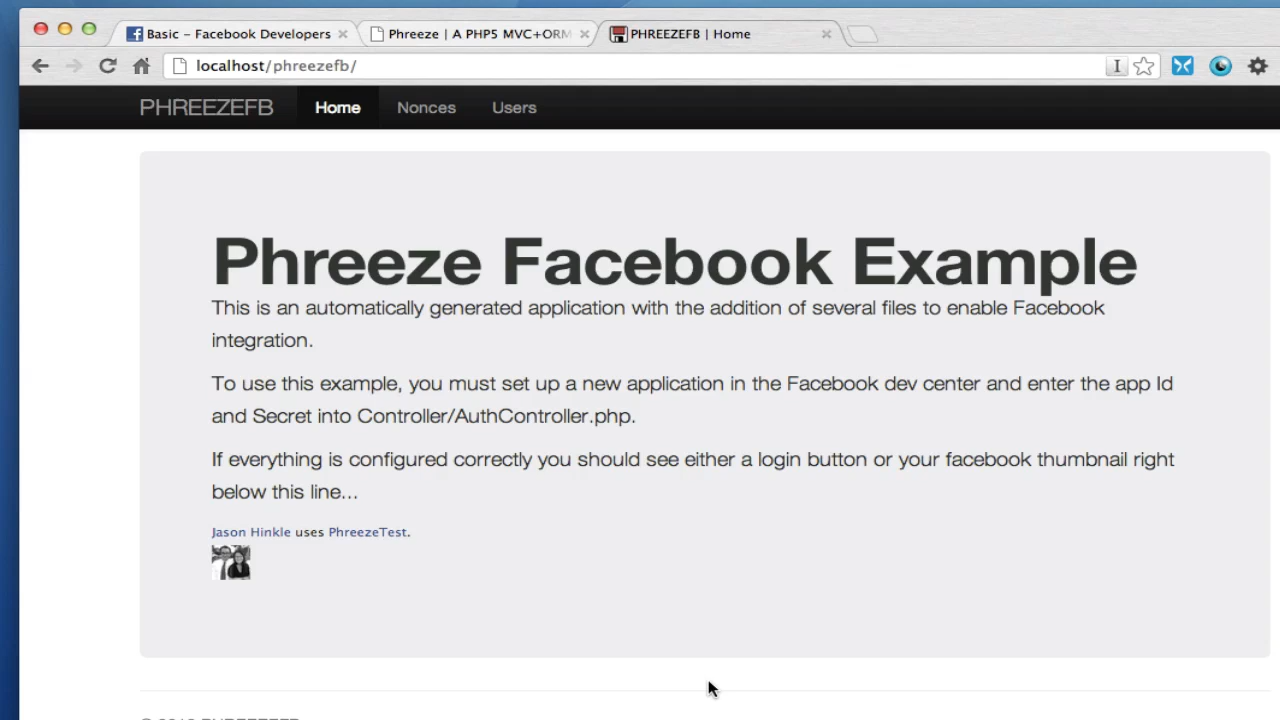 Basic – Facebook Developers
Phreeze | A PHP5 MVC+ORM
PHREEZEFB | Home
localhost/phreezefb/
PHREEZEFB
Home
Nonces
Users
Phreeze Facebook Example
This is an automatically generated application with the addition of several files to enable Facebook
integration.
To use this example, you must set up a new application in the Facebook dev center and enter the app Id
and Secret into Controller/AuthController.php.
If everything is configured correctly you should see either a login button or your facebook thumbnail right
below this line...
Jason Hinkle uses PhreezeTest.